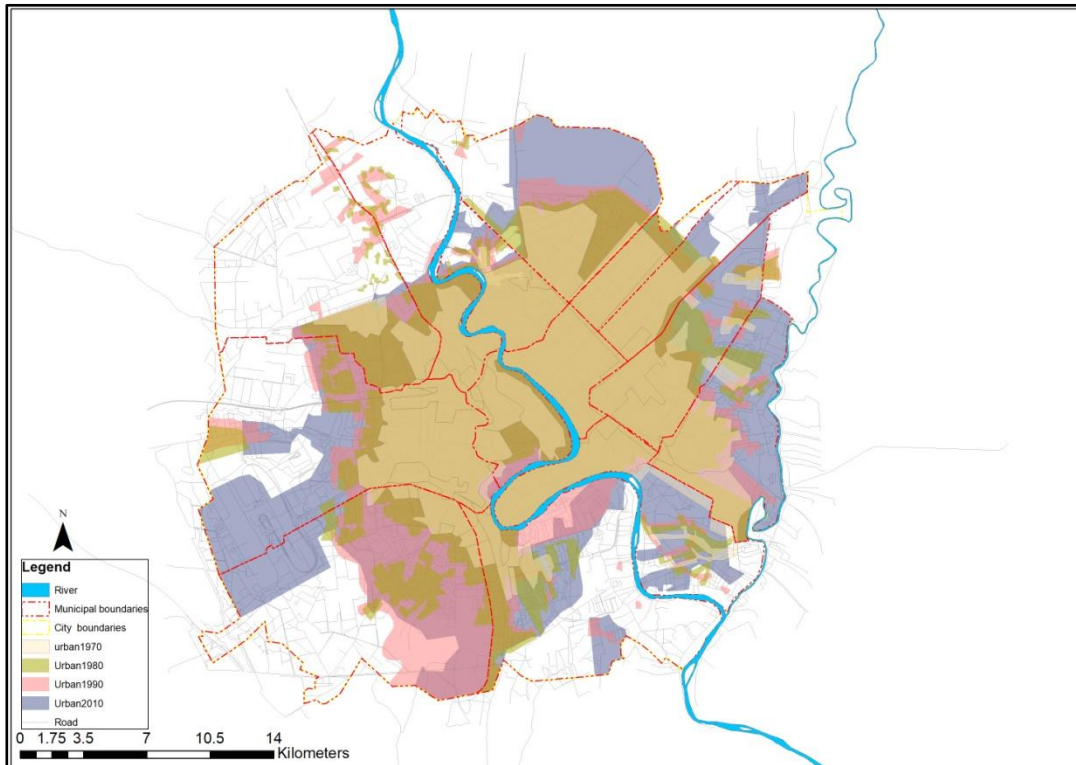 N
Legend
River
Municipal boundaries
City boundaries
urban1970
Urban1980
Urban1990
Urban2010
Road
0 1.75 3.5 7 10.5 14
Kilometers